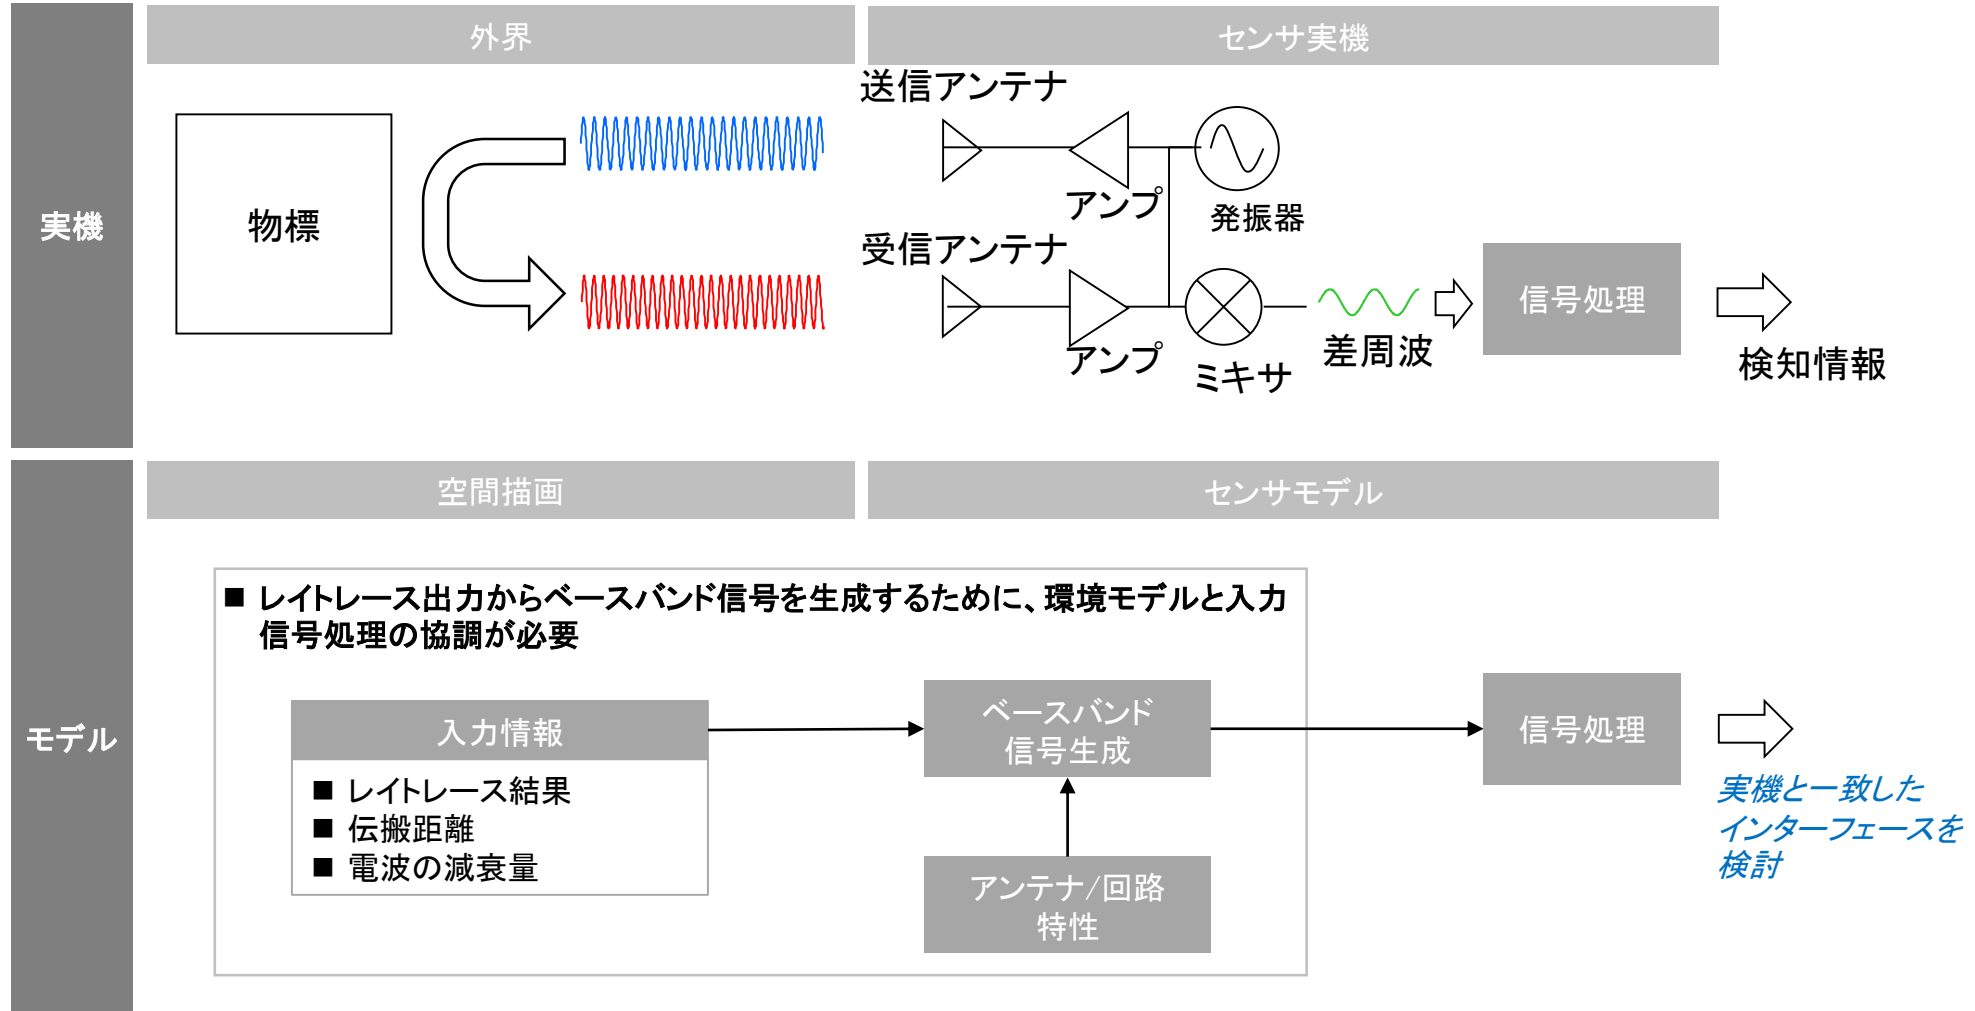 実機
外界
センサ実機
物標
送信アンテナ
アンプ
発振器
受信アンテナ
アンプ
ミキサ
差周波
信号処理
検知情報
モデル
空間描画
センサモデル
■ レイトレース出力からベースバンド信号を生成するために、環境モデルと入力
信号処理の協調が必要
入力情報
■ レイトレース結果
■ 伝搬距離
■ 電波の減衰量
ベースバンド
信号生成
アンテナ/回路
特性
信号処理
実機と一致した
インターフェースを
検討